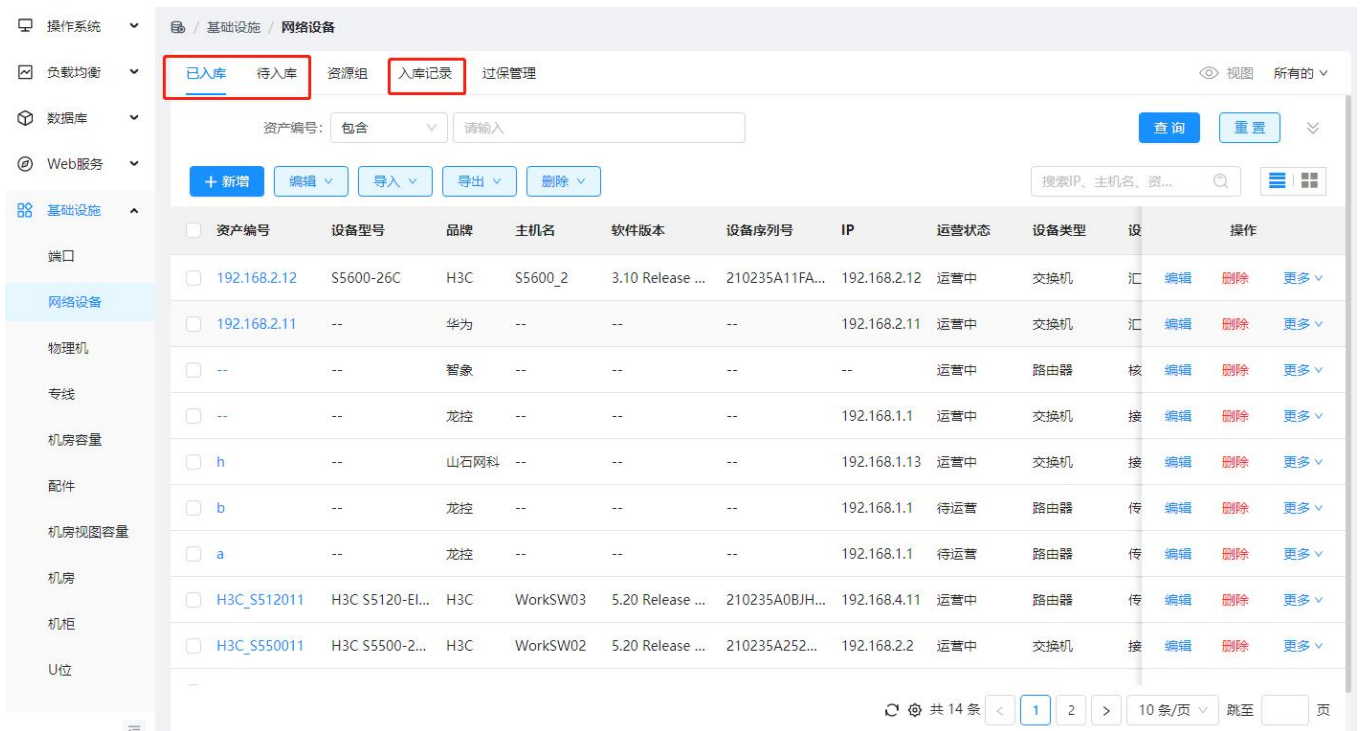 操作系统
负载均衡
数据库
Web服务
基础设施
端口
网络设备
物理机
专线
机房容量
配件
机房视图容量
机房
机柜
U位
/ 基础设施 / 网络设备
已入库 待入库 资源组 入库记录 过保管理 视图 所有的
资产编号: 包含 请输入 查询 重置
+ 新增 编辑 导入 导出 删除 搜索IP、主机名、资...
资产编号 设备型号 品牌 主机名 软件版本 设备序列号 IP 运营状态 设备类型 设 操作
192.168.2.12 S5600-26C H3C S5600_2 3.10 Release ... 210235A11FA... 192.168.2.12 运营中 交换机 汇 编辑 删除 更多
192.168.2.11 -- 华为 -- -- -- 192.168.2.11 运营中 交换机 汇 编辑 删除 更多
-- -- 智象 -- -- -- -- 运营中 路由器 核 编辑 删除 更多
-- -- 龙控 -- -- -- 192.168.1.1 运营中 交换机 接 编辑 删除 更多
h -- 山石网科 -- -- -- 192.168.1.13 运营中 交换机 接 编辑 删除 更多
b -- 龙控 -- -- -- 192.168.1.1 待运营 路由器 传 编辑 删除 更多
a -- 龙控 -- -- -- 192.168.1.1 待运营 路由器 传 编辑 删除 更多
H3C_S512011 H3C S5120-EI... H3C WorkSW03 5.20 Release ... 210235A0BJH... 192.168.4.11 运营中 路由器 传 编辑 删除 更多
H3C_S550011 H3C S5500-2... H3C WorkSW02 5.20 Release ... 210235A252... 192.168.2.2 运营中 交换机 接 编辑 删除 更多
共 14 条 < 1 2 > 10 条/页 跳至 页